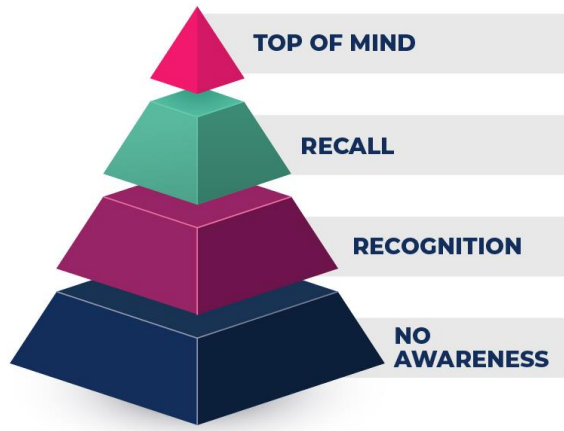 TOP OF MIND
RECALL
RECOGNITION
NO
AWARENESS